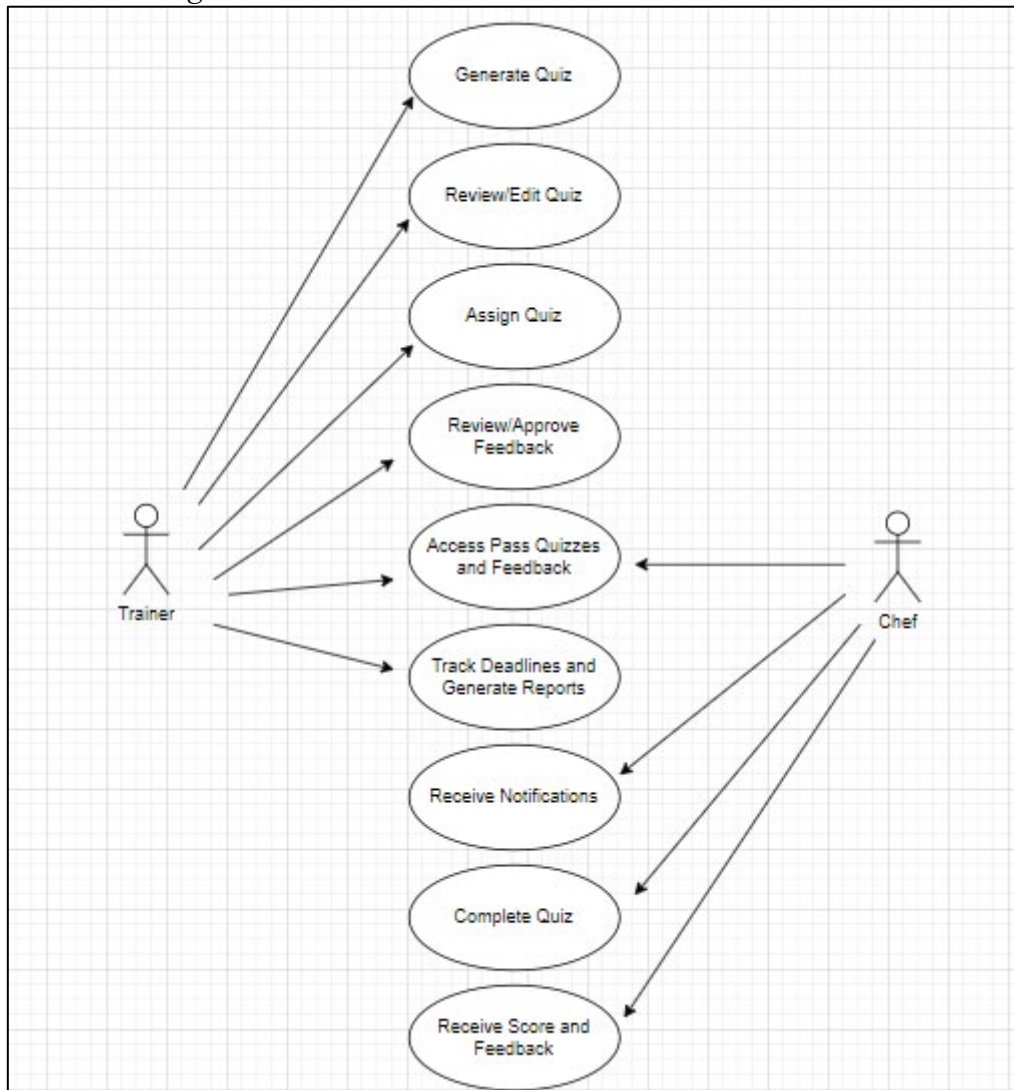 Generate Quiz
Review/Edit Quiz
Assign Quiz
Review/Approve
Feedback
Access Pass Quizzes
and Feedback
Trainer
Chef
Track Deadlines and
Generate Reports
Receive Notifications
Complete Quiz
Receive Score and
Feedback